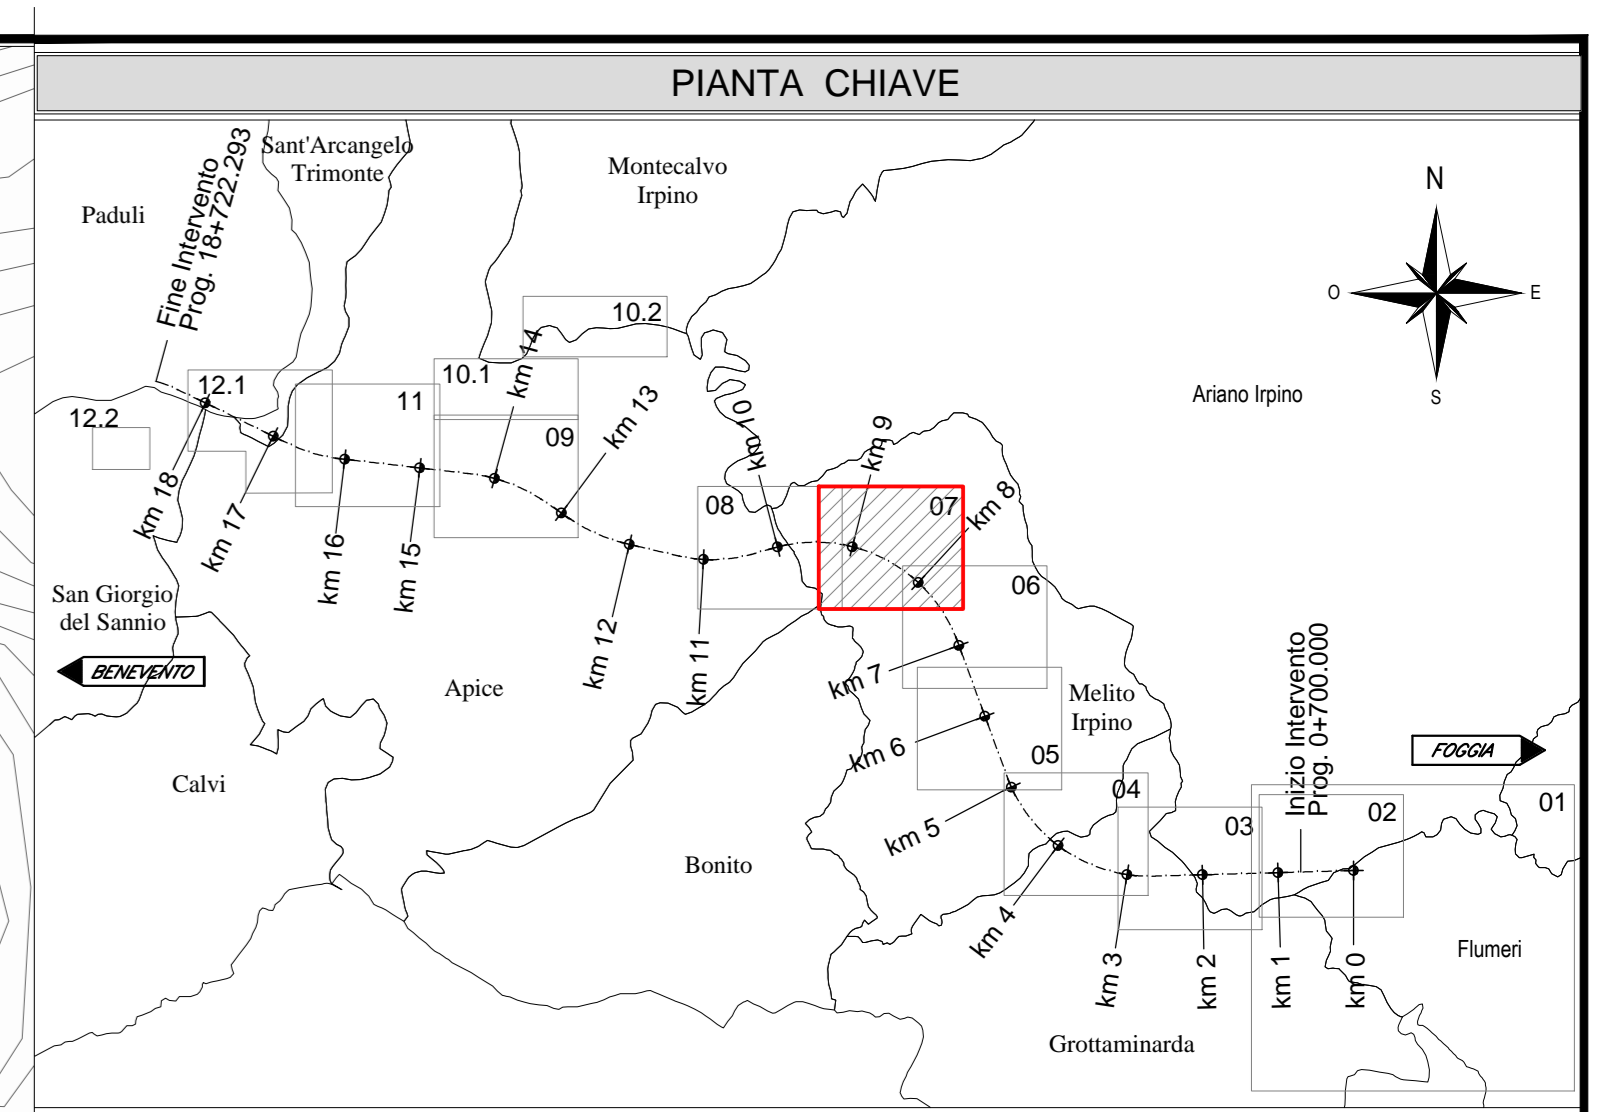 PIANTA CHIAVE
Sant'Arcangelo
Trimonte
Montecalvo
Irpino
Paduli
Fine Intervento
Prog. 18+722.293
N
O
E
S
Ariano Irpino
10.2
10.1
km 14
12.1
11
12.2
09
km 13
km 10
km 9
08
07
km 8
km 18
km 17
km 16
km 15
06
San Giorgio
del Sannio
BENEVENTO
km 12
km 11
km 7
Apice
Melito
Irpino
Inizio Intervento
Prog. 0+700.000
km 6
05
FOGGIA
Calvi
04
03
02
01
km 5
Bonito
km 4
km 3
km 2
km 1
km 0
Flumeri
Grottaminarda